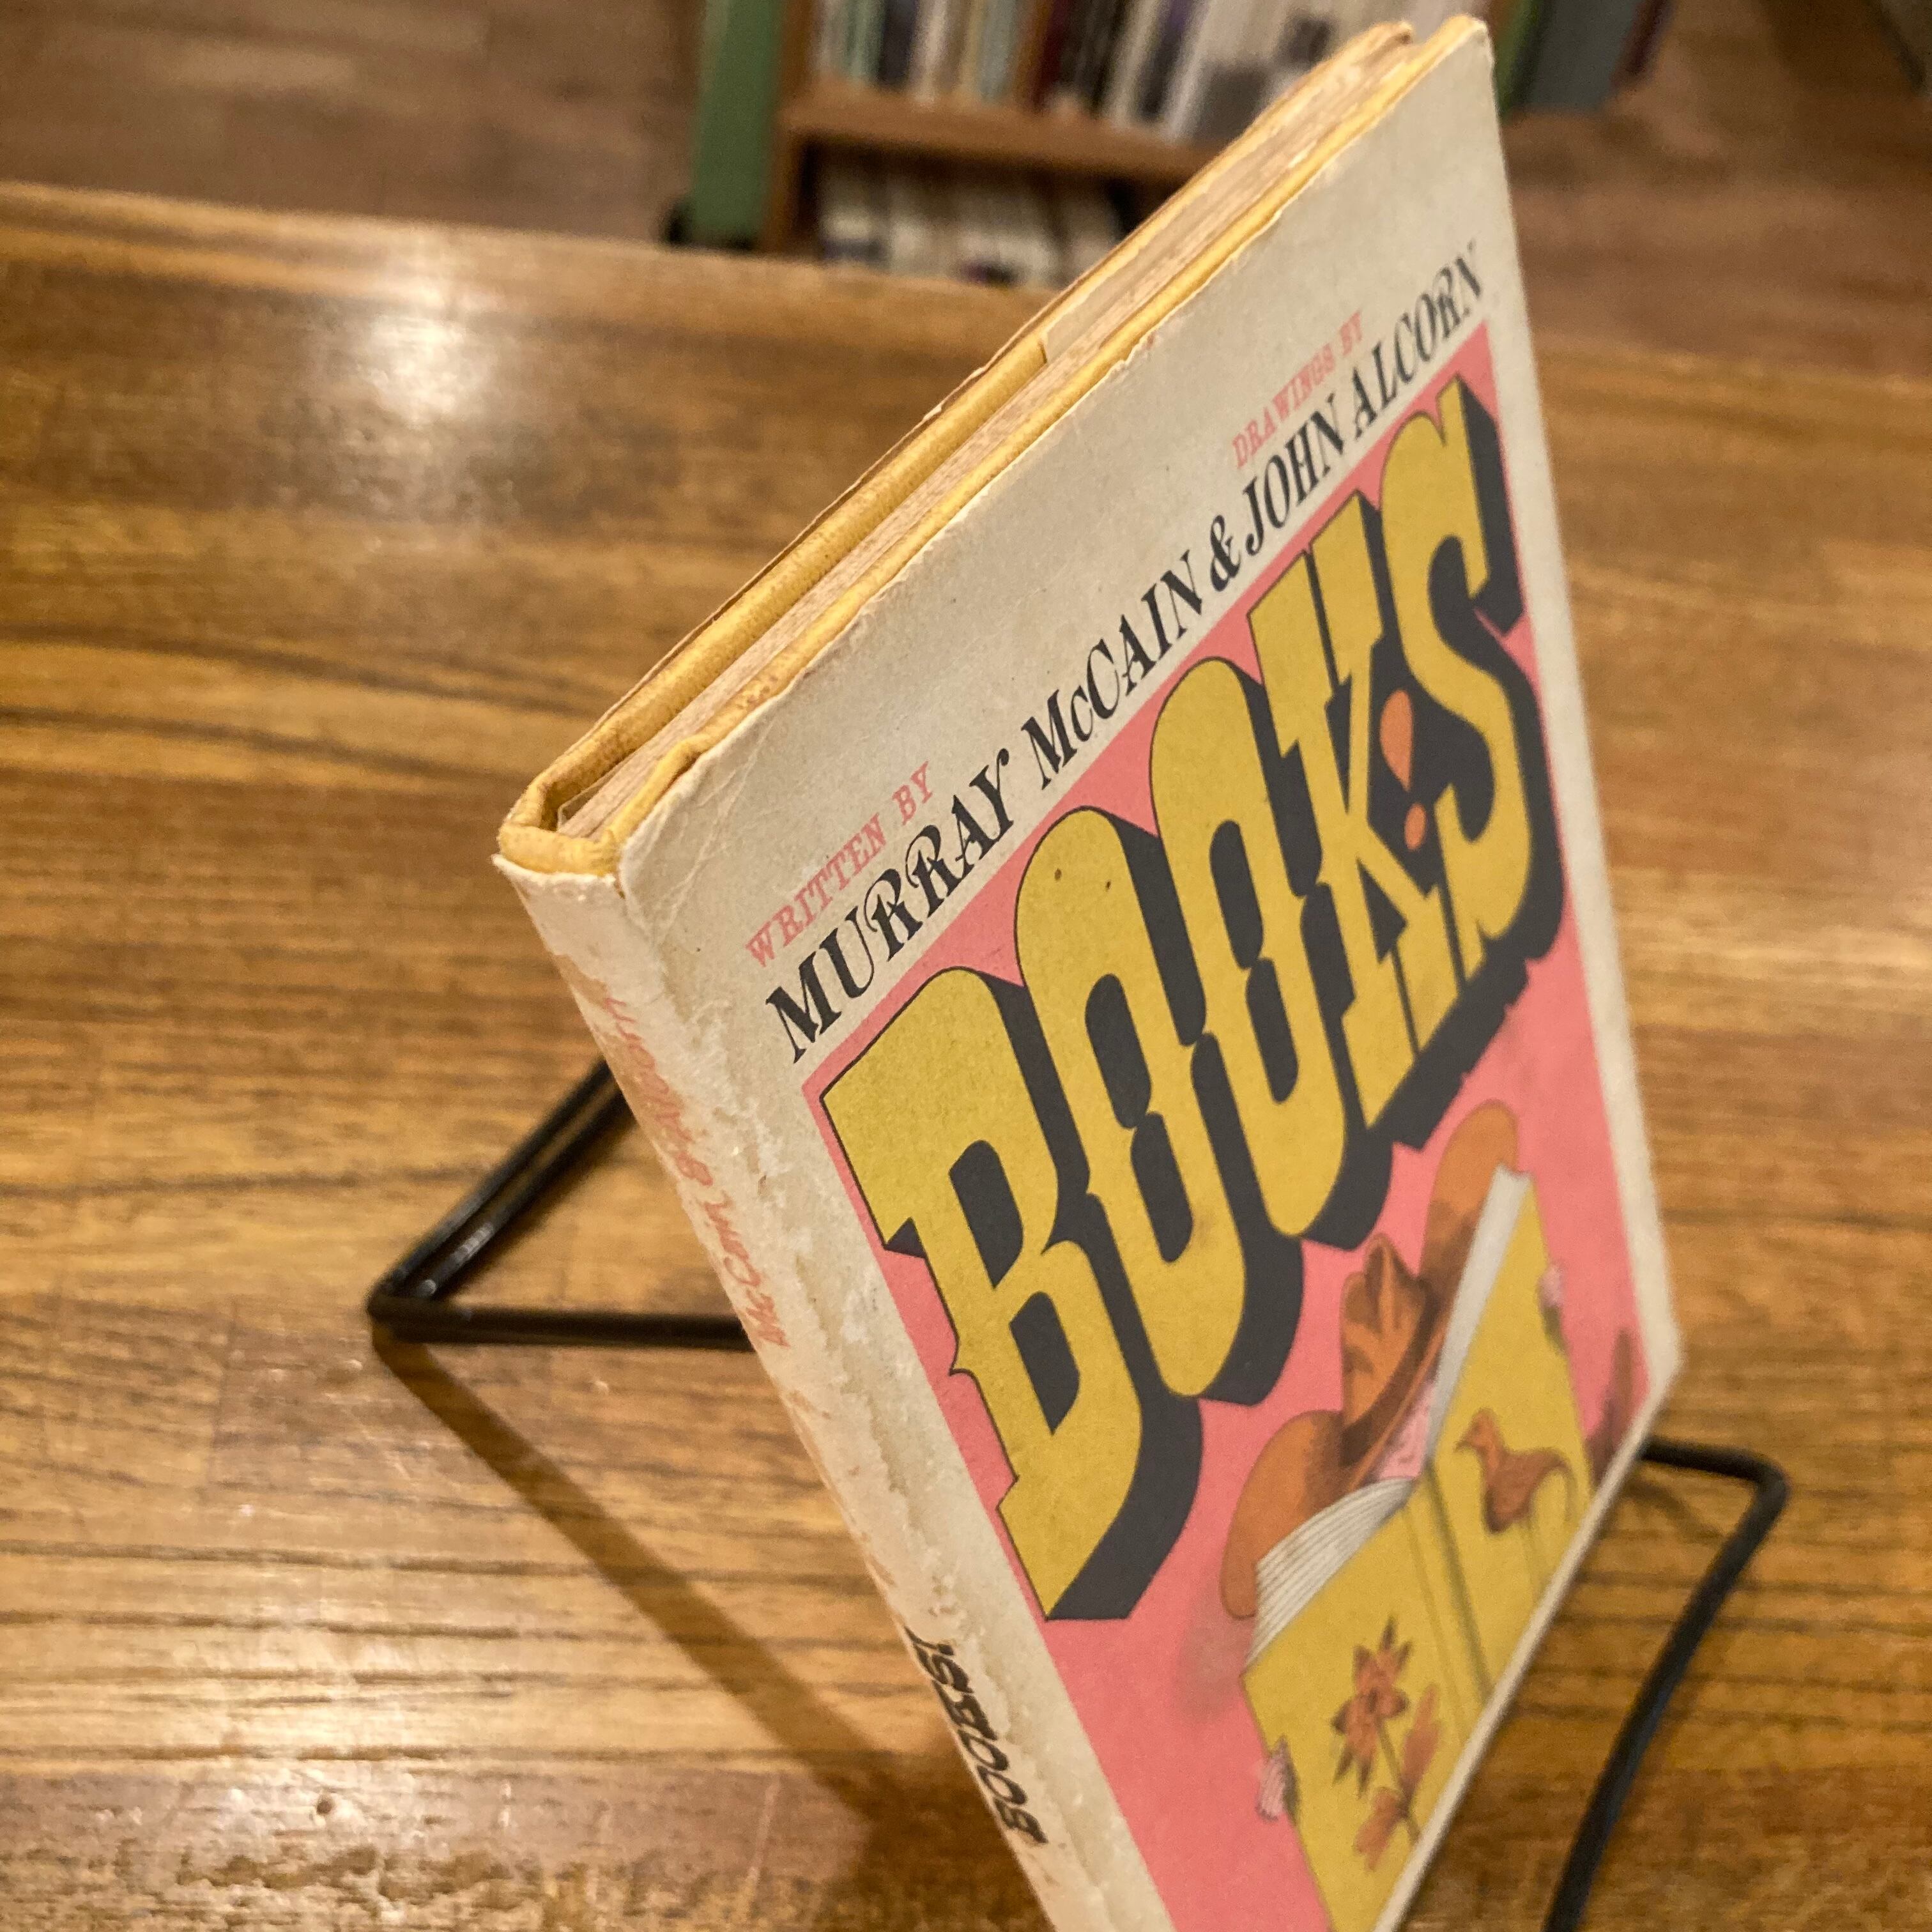 WRITTEN BY
DRAWINGS BY
MURRAY McCAIN & JOHN ALCORN
BOOKS!
McCain & Alcorn
BOOKS!